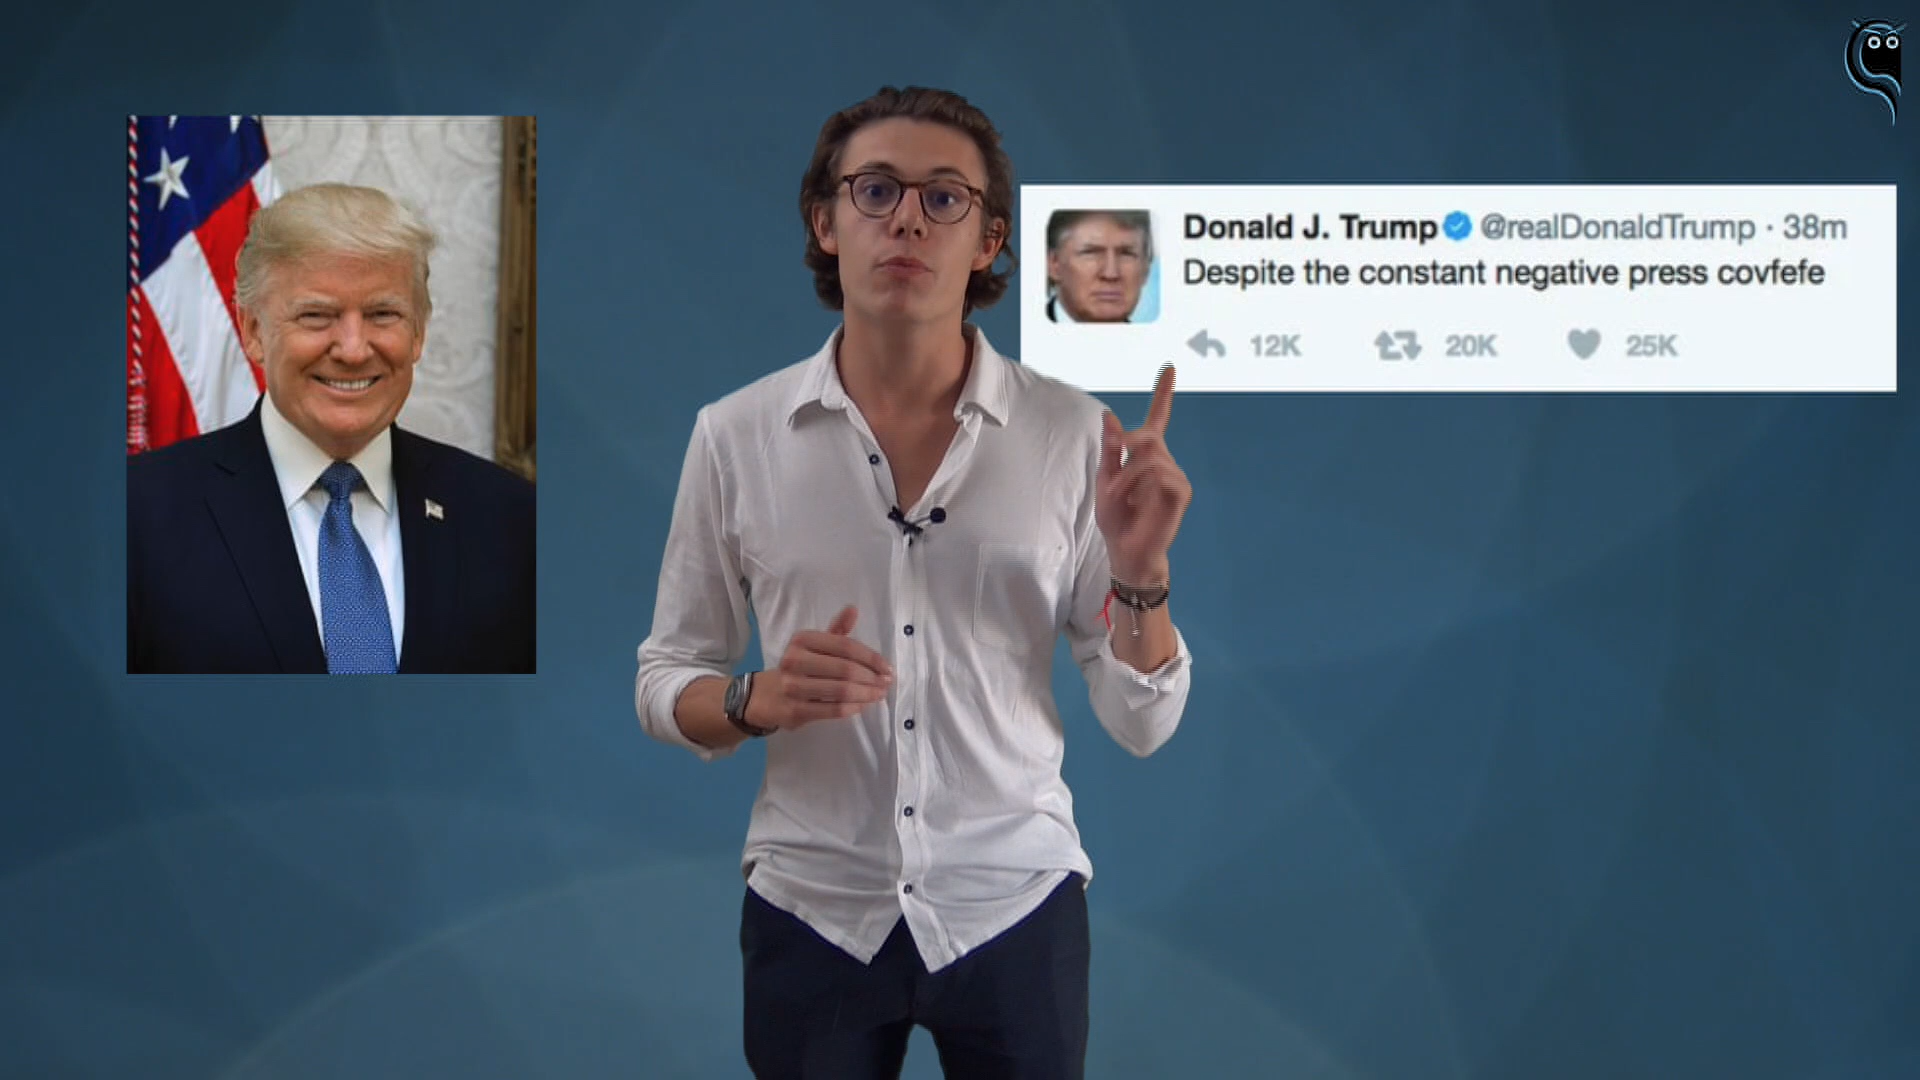 Donald J. Trump @realDonaldTrump · 38m
Despite the constant negative press covfefe
12K 20K 25K